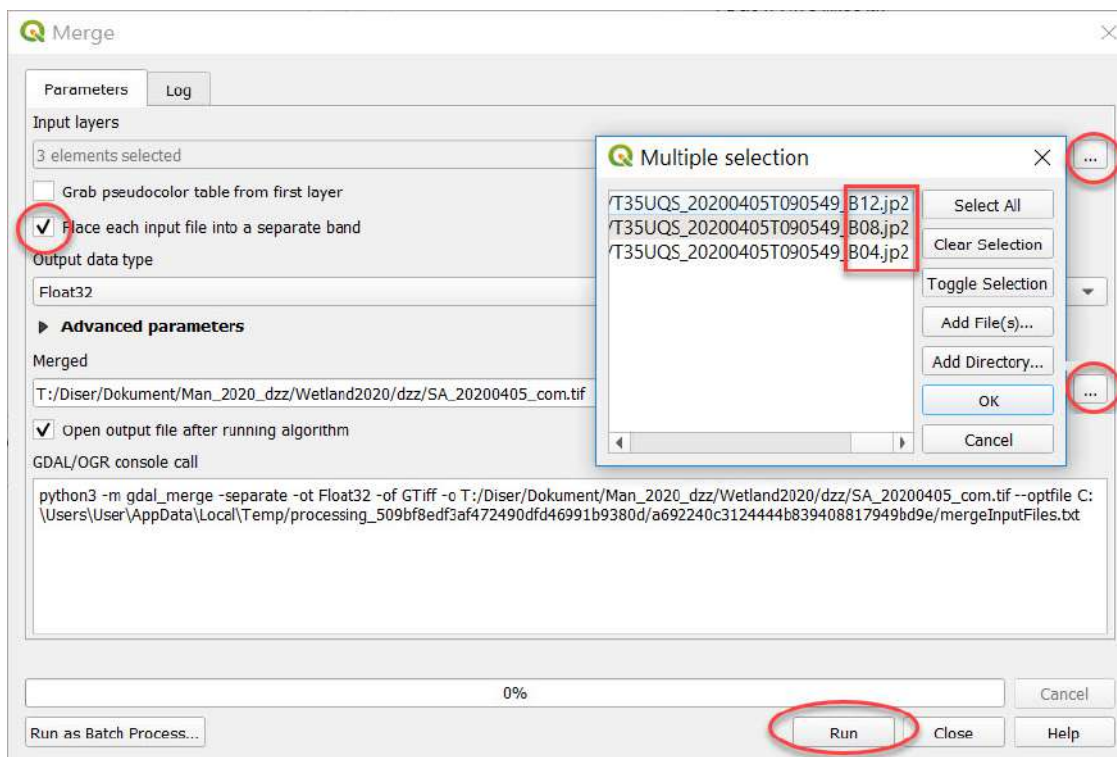 Merge
Parameters
Log
Input layers
3 elements selected
...
Grab pseudocolor table from first layer
Place each input file into a separate band
Output data type
Float32
Advanced parameters
Merged
T:/Diser/Dokument/Man_2020_dzz/Wetland2020/dzz/SA_20200405_com.tif
...
Open output file after running algorithm
GDAL/OGR console call
python3 -m gdal_merge -separate -ot Float32 -of GTiff -o T:/Diser/Dokument/Man_2020_dzz/Wetland2020/dzz/SA_20200405_com.tif --optfile C:
\Users\User\AppData\Local\Temp/processing_509bf8edf3af472490dfd46991b9380d/a692240c3124444b839408817949bd9e/mergeInputFiles.txt
Multiple selection
/T35UQS_20200405T090549_B12.jp2
/T35UQS_20200405T090549_B08.jp2
/T35UQS_20200405T090549_B04.jp2
Select All
Clear Selection
Toggle Selection
Add File(s)...
Add Directory...
OK
Cancel
0%
Cancel
Run as Batch Process...
Run
Close
Help